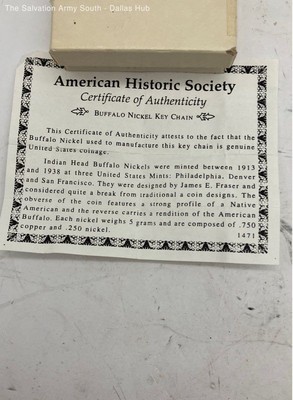 The Salvation Army South - Dallas Hub
American Historic Society
Certificate of Authenticity
BUFFALO NICKEL KEY CHAIN
This Certificate of Authenticity attests to the fact that the
Buffalo Nickel used to manufacture this key chain is genuine
United States coinage.
Indian Head Buffalo Nickels were minted between 1913
and 1938 at three United States Mints: Philadelphia, Denver
and San Francisco. They were designed by James E. Fraser and
considered quite a break from traditional coin designs. The
obverse of the coin features a strong profile of a Native
American and the reverse carries a rendition of the American
Buffalo. Each nickel weighs 5 grams and are composed of .750
copper and .250 nickel.
1471